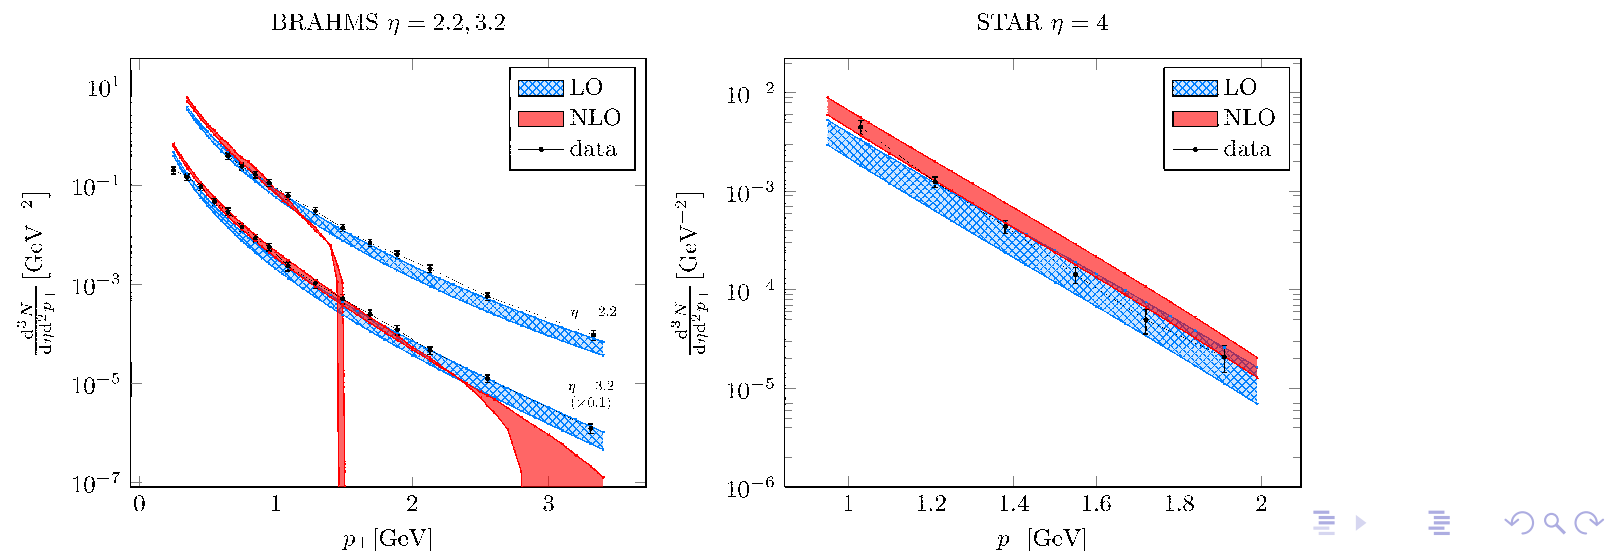 BRAHMS η = 2.2, 3.2
d³N/dηd²p⊥ [GeV 2]
10¹
10⁻¹
10⁻³
10⁻⁵
10⁻⁷
LO
NLO
data
η 2.2
η 3.2
(×0.1)
0 1 2 3
p⊥ [GeV]
STAR η = 4
d³N/dηd²p⊥ [GeV⁻²]
10⁻²
10⁻³
10⁻⁴
10⁻⁵
10⁻⁶
LO
NLO
data
1 1.2 1.4 1.6 1.8 2
p [GeV]